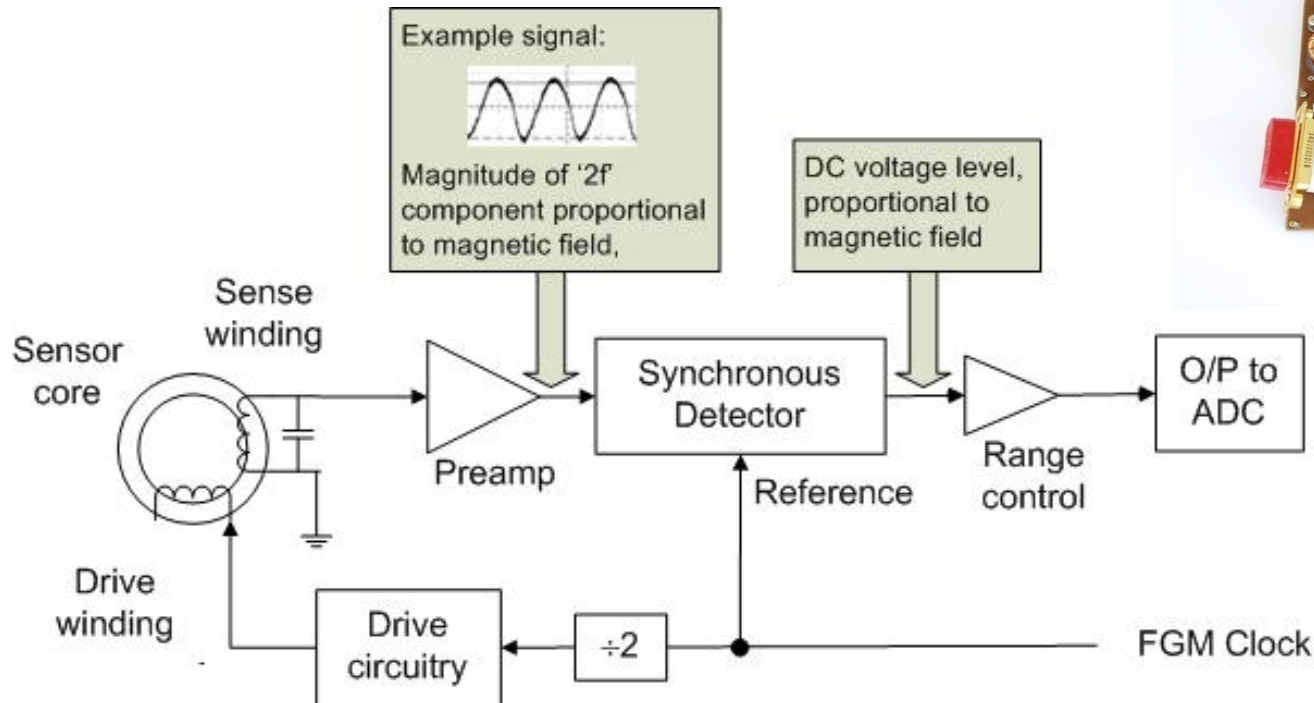 Example signal:
Magnitude of '2f'
component proportional
to magnetic field,
DC voltage level,
proportional to
magnetic field
Sense
winding
Sensor
core
Preamp
Synchronous
Detector
Reference
Range
control
O/P to
ADC
Drive
winding
Drive
circuitry
÷2
FGM Clock